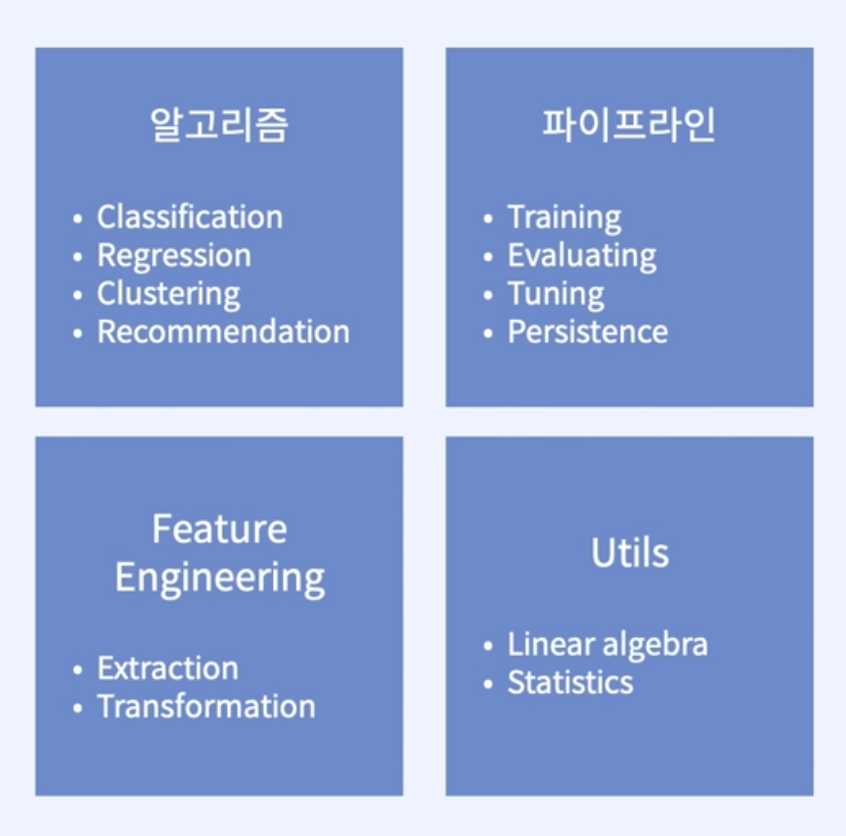 알고리즘
• Classification
• Regression
• Clustering
• Recommendation
파이프라인
• Training
• Evaluating
• Tuning
• Persistence
Feature
Engineering
• Extraction
• Transformation
Utils
• Linear algebra
• Statistics